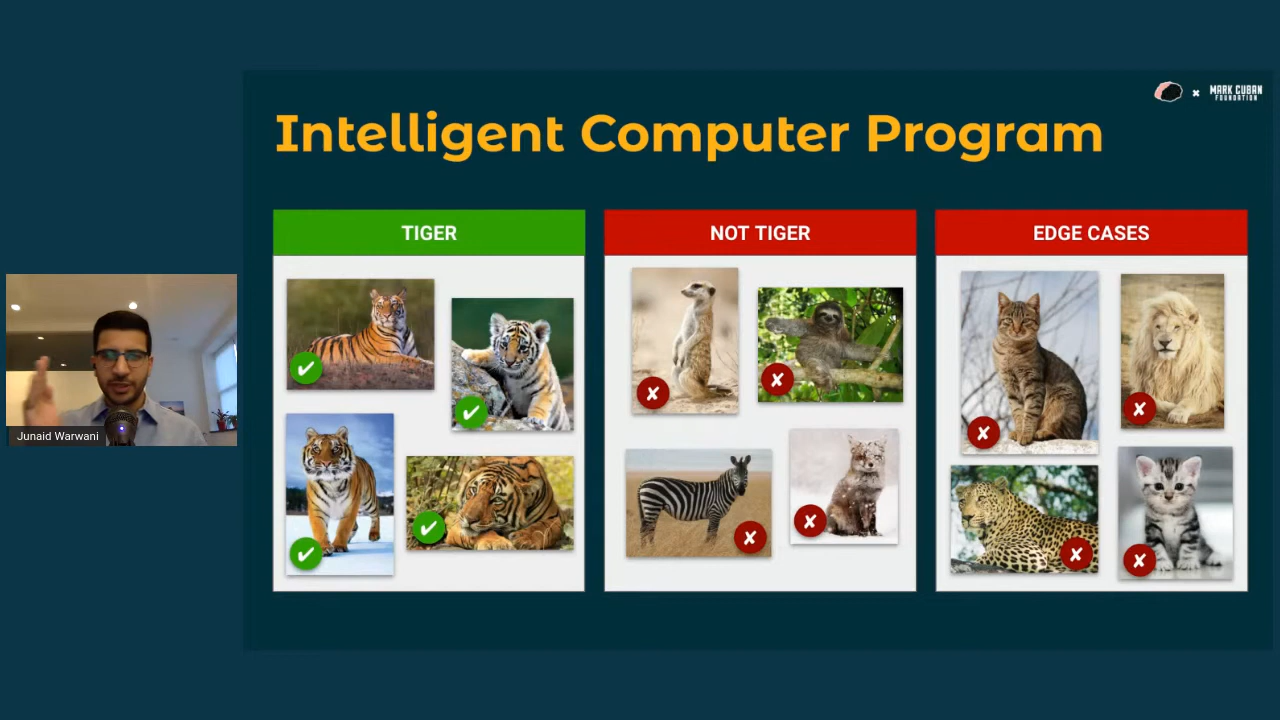 MARK CUBAN
FOUNDATION
Intelligent Computer Program
TIGER
NOT TIGER
EDGE CASES
Junaid Warwani